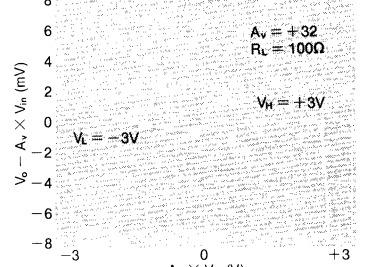 8
6
Av = +32
RL = 100Ω
4
2
VH = +3V
0
VL = −3V
−2
−4
−6
−8
Vo − Av × Vin (mV)
−3
0
+3